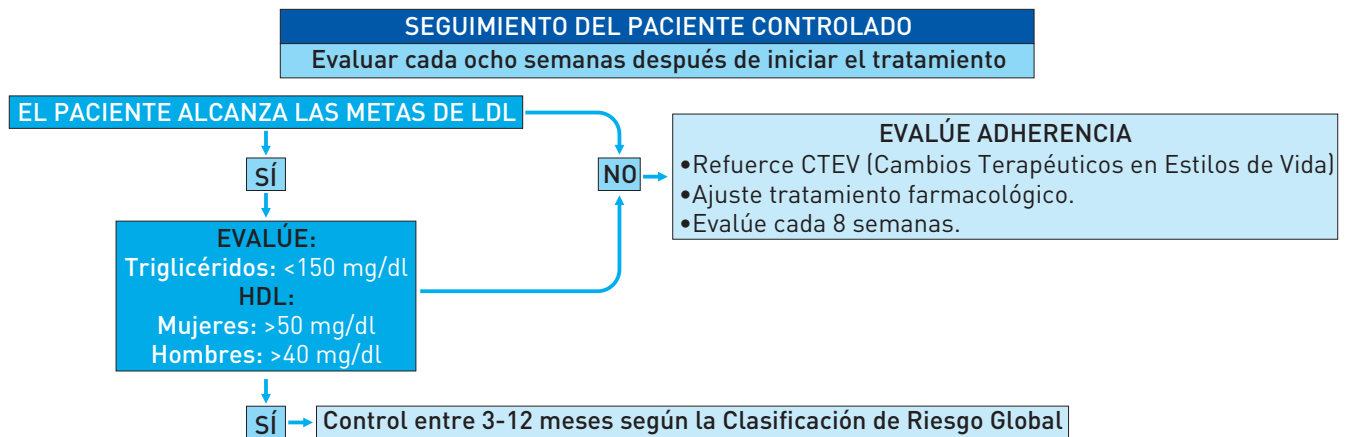 SEGUIMIENTO DEL PACIENTE CONTROLADO
Evaluar cada ocho semanas después de iniciar el tratamiento
EL PACIENTE ALCANZA LAS METAS DE LDL
SÍ
NO
EVALÚE ADHERENCIA
•Refuerce CTEV (Cambios Terapéuticos en Estilos de Vida)
•Ajuste tratamiento farmacológico.
•Evalúe cada 8 semanas.
EVALÚE:
Triglicéridos: <150 mg/dl
HDL:
Mujeres: >50 mg/dl
Hombres: >40 mg/dl
SÍ
Control entre 3-12 meses según la Clasificación de Riesgo Global